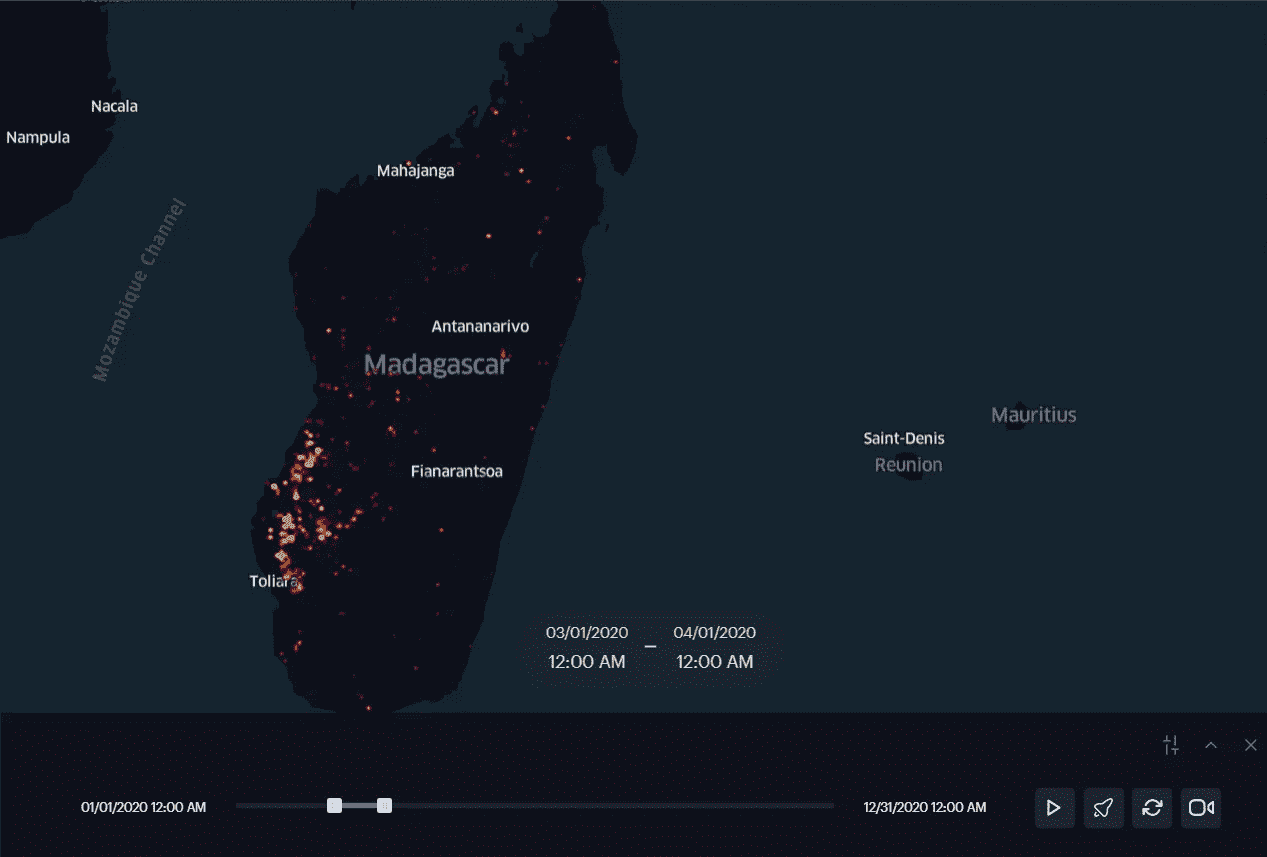 Nacala
Nampula
Mahajanga
Mozambique Channel
Antananarivo
Madagascar
Mauritius
Saint-Denis
Reunion
Fianarantsoa
Toliara
03/01/2020 – 04/01/2020
12:00 AM 12:00 AM
01/01/2020 12:00 AM 12/31/2020 12:00 AM